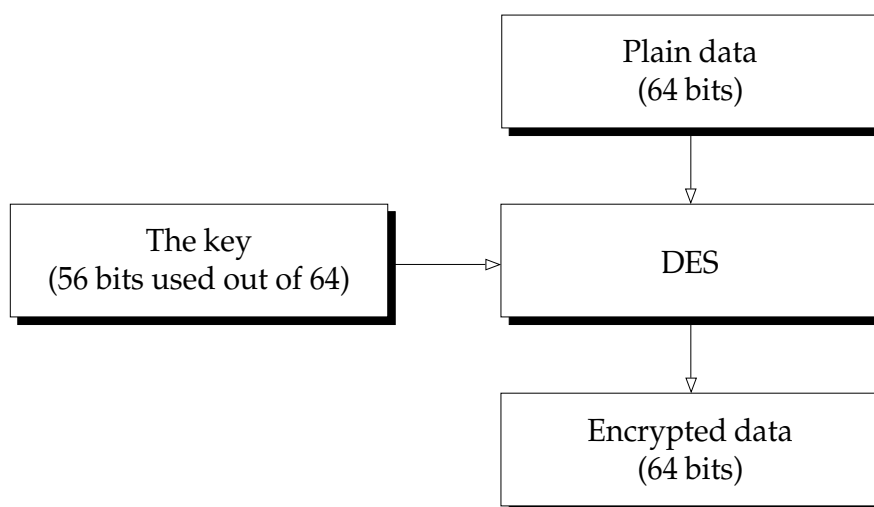 Plain data
(64 bits)
The key
(56 bits used out of 64)
DES
Encrypted data
(64 bits)